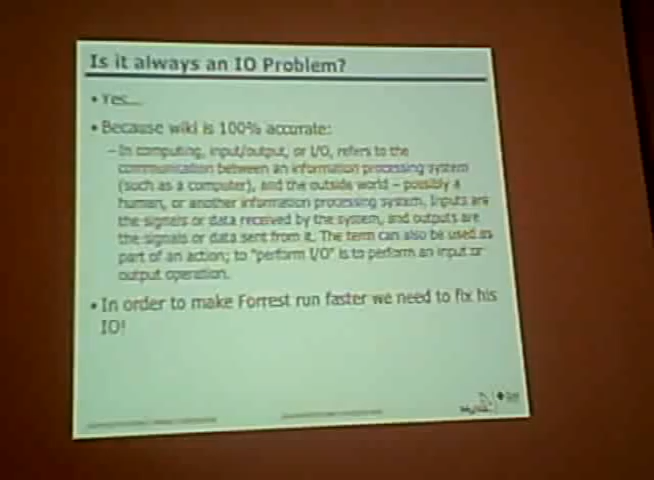 Is it always an IO Problem?
• Yes...
• Because wiki is 100% accurate:
– In computing, input/output, or I/O, refers to the
communication between an information processing system
(such as a computer), and the outside world – possibly a
human, or another information processing system. Inputs are
the signals or data received by the system, and outputs are
the signals or data sent from it. The term can also be used as
part of an action; to "perform I/O" is to perform an input or
output operation.
• In order to make Forrest run faster we need to fix his
IO!